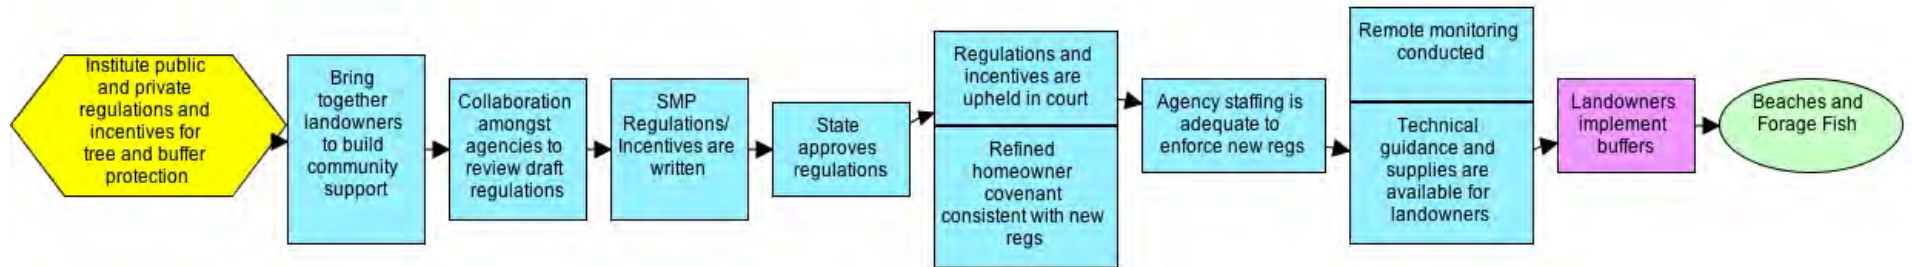 Institute public
and private
regulations and
incentives for
tree and buffer
protection
Bring
together
landowners
to build
community
support
Collaboration
amongst
agencies to
review draft
regulations
SMP
Regulations/
Incentives are
written
State
approves
regulations
Regulations and
incentives are
upheld in court
Refined
homeowner
covenant
consistent with new
regs
Agency staffing is
adequate to
enforce new regs
Remote monitoring
conducted
Technical
guidance and
supplies are
available for
landowners
Landowners
implement
buffers
Beaches and
Forage Fish